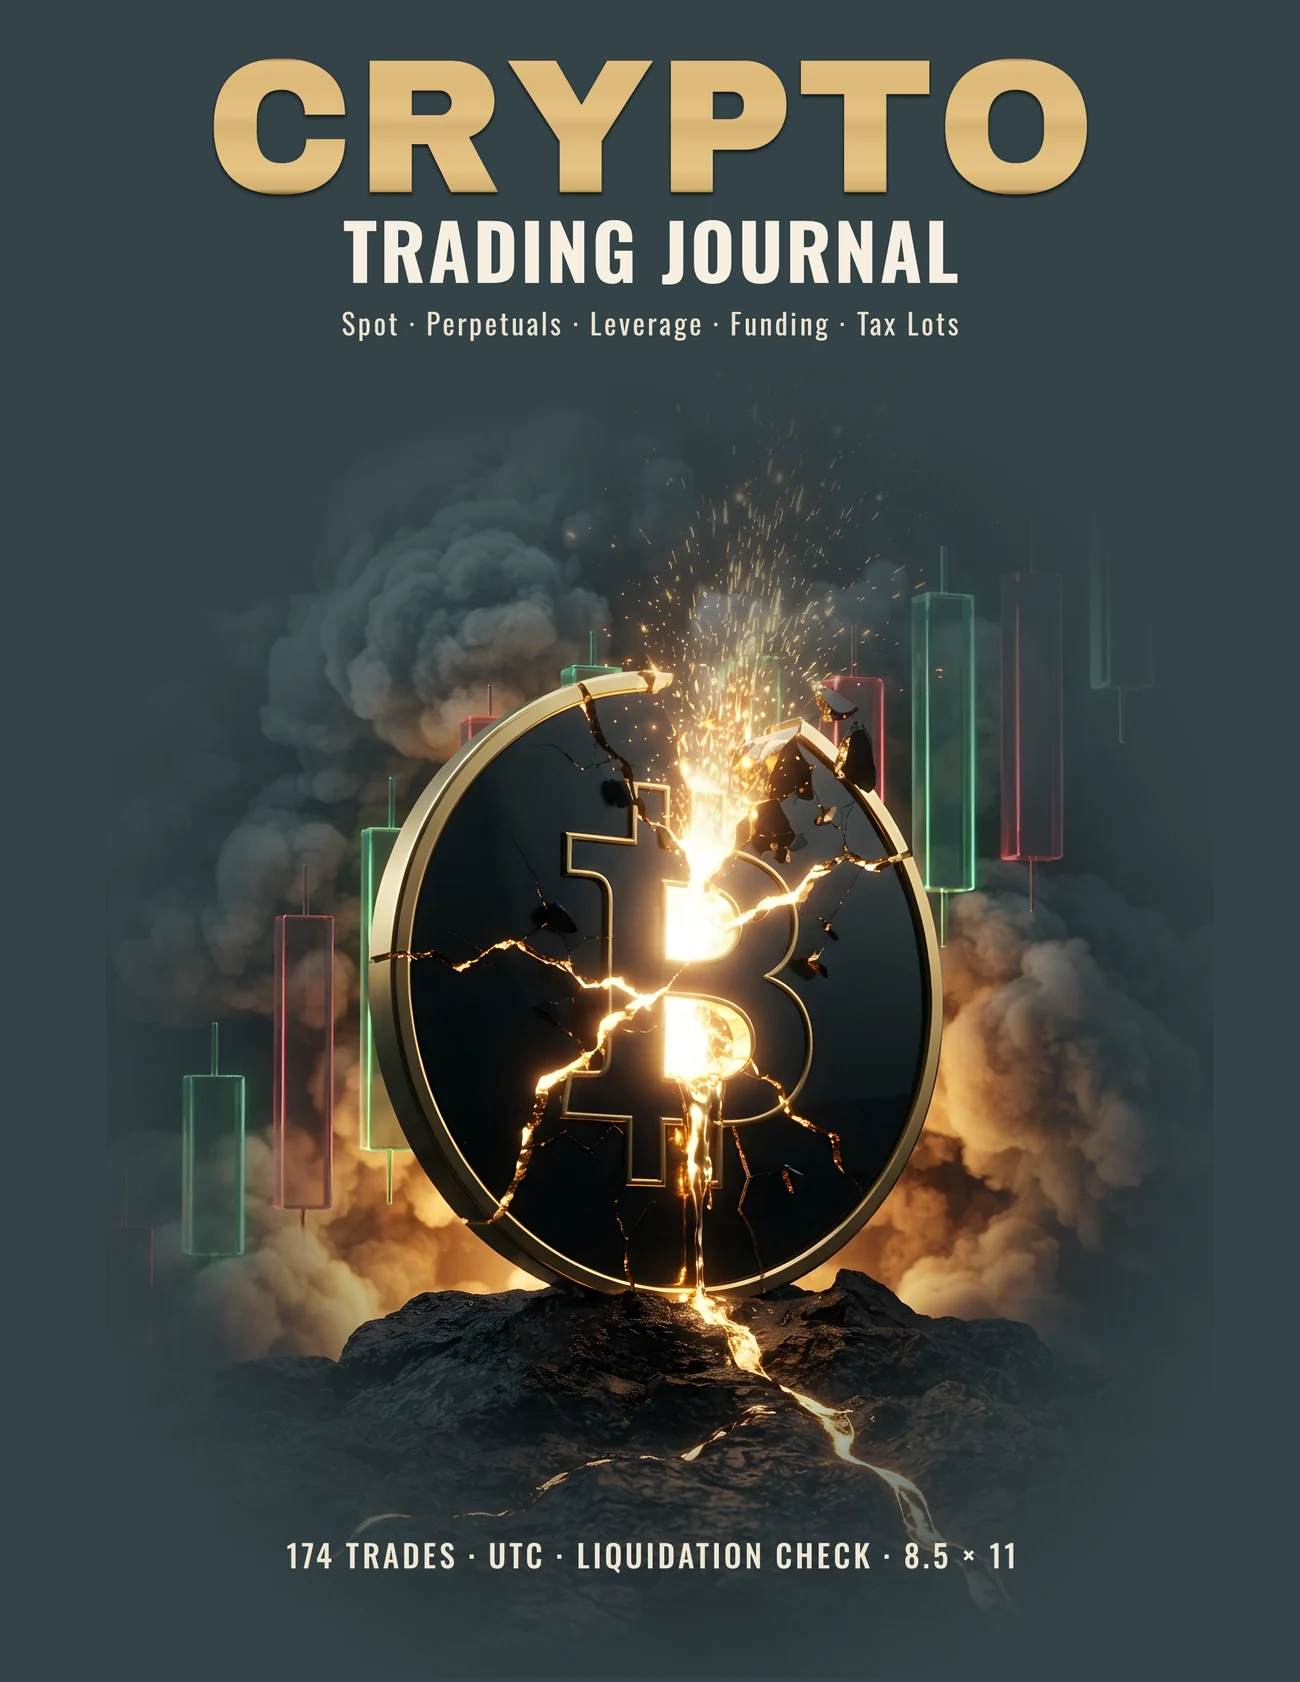 CRYPTO
TRADING JOURNAL
Spot · Perpetuals · Leverage · Funding · Tax Lots
174 TRADES · UTC · LIQUIDATION CHECK · 8.5 × 11